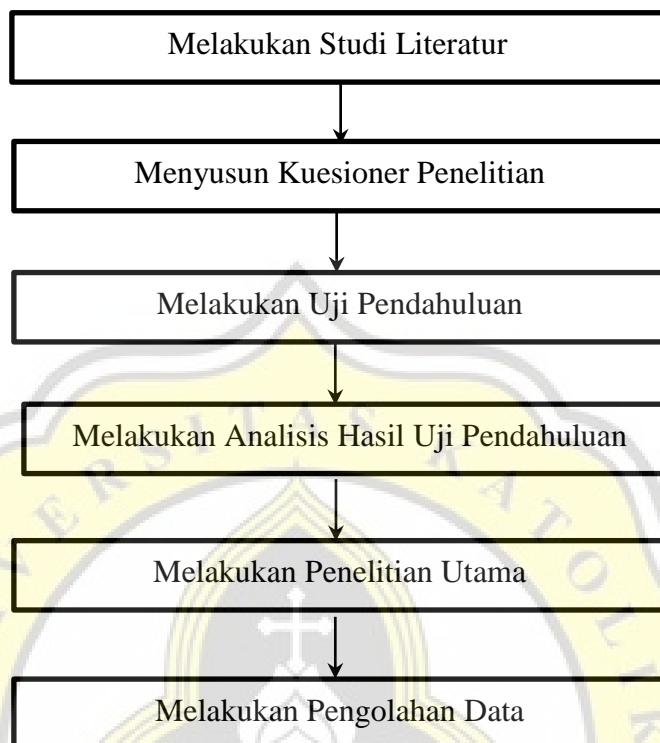 Melakukan Studi Literatur
Menyusun Kuesioner Penelitian
Melakukan Uji Pendahuluan
Melakukan Analisis Hasil Uji Pendahuluan
Melakukan Penelitian Utama
Melakukan Pengolahan Data